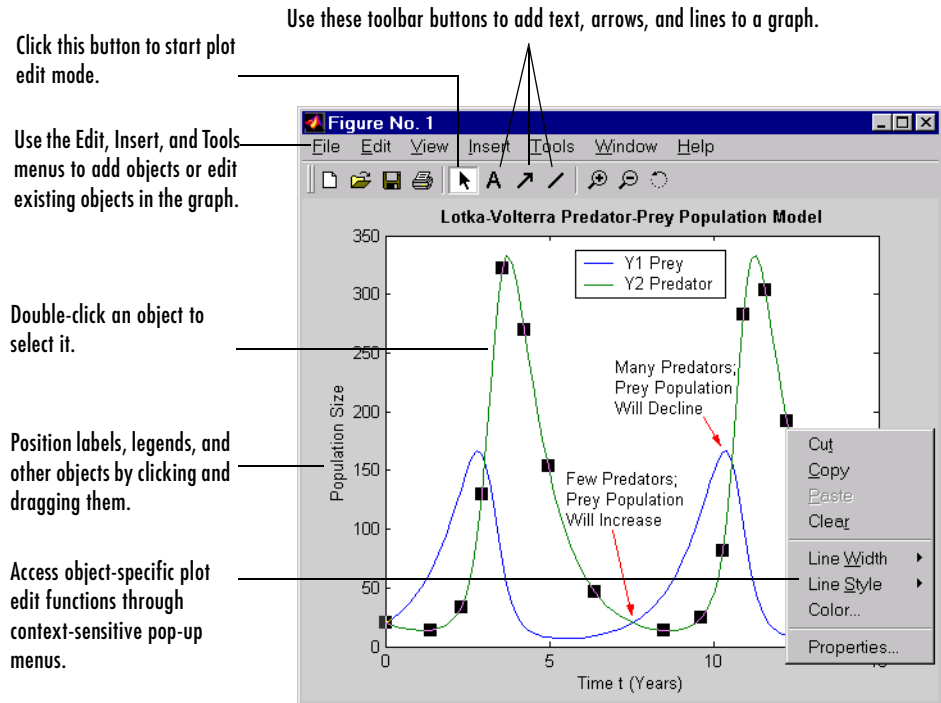 Use these toolbar buttons to add text, arrows, and lines to a graph.
Click this button to start plot
edit mode.
Use the Edit, Insert, and Tools
menus to add objects or edit
existing objects in the graph.
Double-click an object to
select it.
Position labels, legends, and
other objects by clicking and
dragging them.
Access object-specific plot
edit functions through
context-sensitive pop-up
menus.
Figure No. 1
File Edit View Insert Tools Window Help
A
Lotka-Volterra Predator-Prey Population Model
350
300
250
200
150
100
50
0
Population Size
Y1 Prey
Y2 Predator
Many Predators;
Prey Population
Will Decline
Few Predators;
Prey Population
Will Increase
Cut
Copy
Paste
Clear
Line Width
Line Style
Color...
Properties...
0 5 10
Time t (Years)